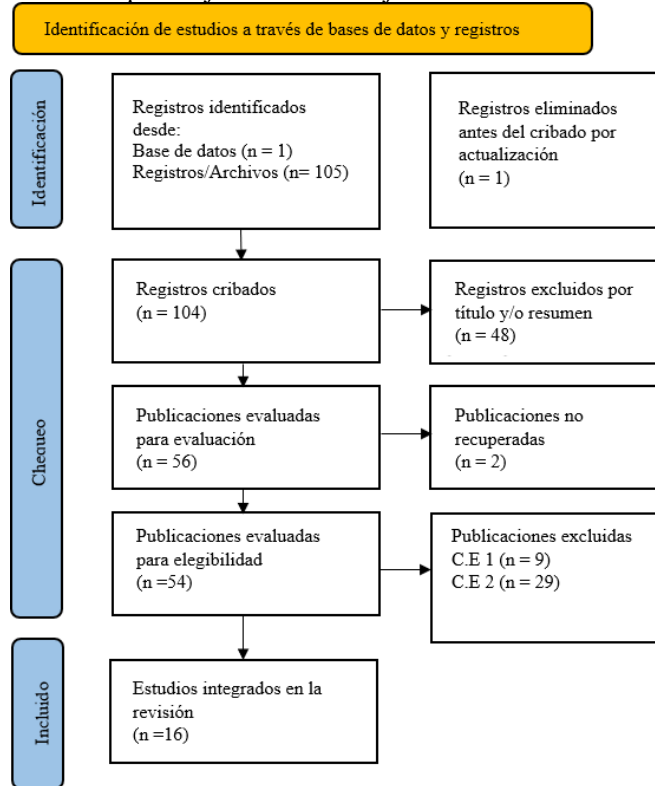 Identificación de estudios a través de bases de datos y registros
Identificación
Registros identificados
desde:
Base de datos (n = 1)
Registros/Archivos (n= 105)
Registros eliminados
antes del cribado por
actualización
(n = 1)
Chequeo
Registros cribados
(n = 104)
Registros excluidos por
título y/o resumen
(n = 48)
Publicaciones evaluadas
para evaluación
(n = 56)
Publicaciones no
recuperadas
(n = 2)
Publicaciones evaluadas
para elegibilidad
(n =54)
Publicaciones excluidas
C.E 1 (n = 9)
C.E 2 (n = 29)
Incluido
Estudios integrados en la
revisión
(n =16)